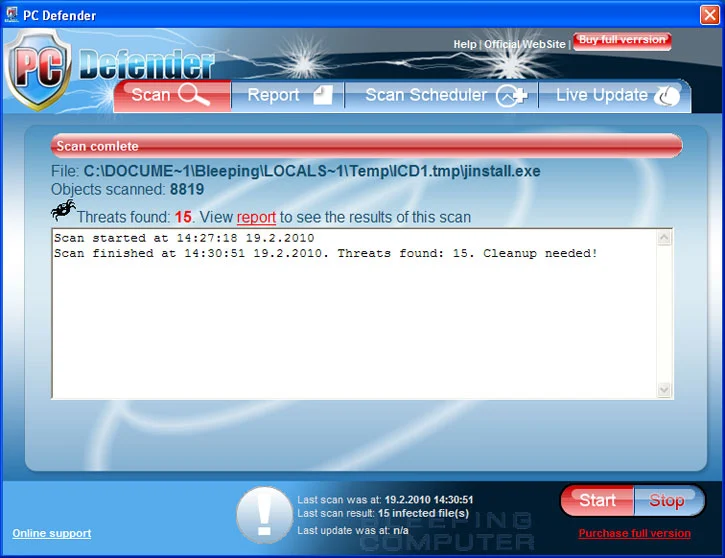 PC Defender
Help | Official WebSite | Buy full verrsion
PC Defender
Scan Report Scan Scheduler Live Update
Scan comlete
File: C:\DOCUME~1\Bleeping\LOCALS~1\Temp\ICD1.tmp\jinstall.exe
Objects scanned: 8819
Threats found: 15. View report to see the results of this scan
Scan started at 14:27:18 19.2.2010
Scan finished at 14:30:51 19.2.2010. Threats found: 15. Cleanup needed!
Last scan was at: 19.2.2010 14:30:51
Last scan result: 15 infected file(s)
Last update was at: n/a
Start Stop
Online support
Purchase full version
BLEEPING
COMPUTER